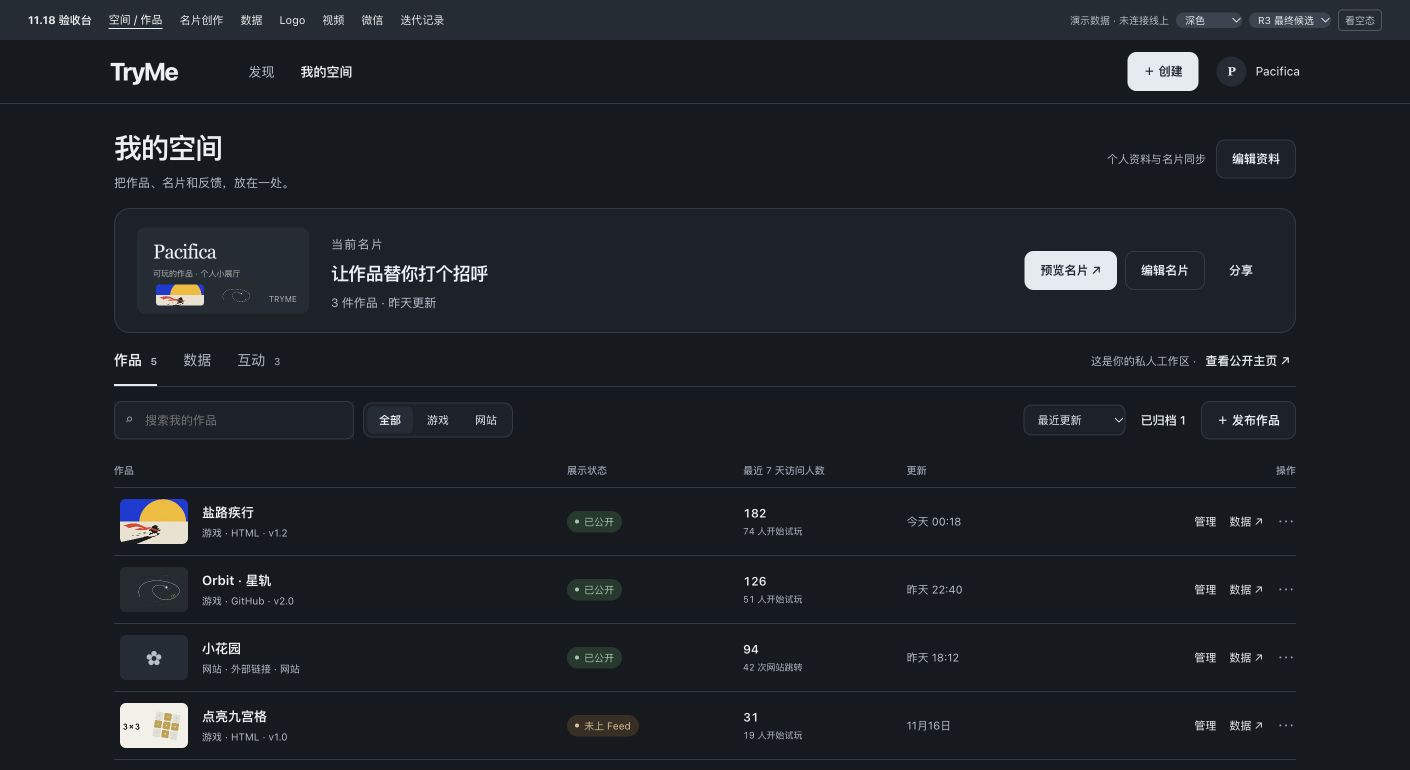 11.18 验收台 空间 / 作品 名片创作 数据 Logo 视频 微信 迭代记录 演示数据 · 未连接线上 深色 R3 最终候选 看空态
TryMe 发现 我的空间 + 创建 P Pacifica
我的空间
把作品、名片和反馈，放在一处。
个人资料与名片同步 编辑资料
Pacifica
可玩的作品 · 个人小展厅
TRYME
当前名片
让作品替你打个招呼
3 件作品 · 昨天更新
预览名片↗ 编辑名片 分享
作品 5 数据 互动 3 这是你的私人工作区 · 查看公开主页↗
搜索我的作品 全部 游戏 网站 最近更新 已归档 1 + 发布作品
作品 展示状态 最近 7 天访问人数 更新 操作
盐路疾行
游戏 · HTML · v1.2
已公开
182
74 人开始试玩
今天 00:18
管理 数据↗ ···
Orbit · 星轨
游戏 · GitHub · v2.0
已公开
126
51 人开始试玩
昨天 22:40
管理 数据↗ ···
小花园
网站 · 外部链接 · 网站
已公开
94
42 次网站跳转
昨天 18:12
管理 数据↗ ···
3×3
点亮九宫格
游戏 · HTML · v1.0
未上 Feed
31
19 人开始试玩
11月16日
管理 数据↗ ···